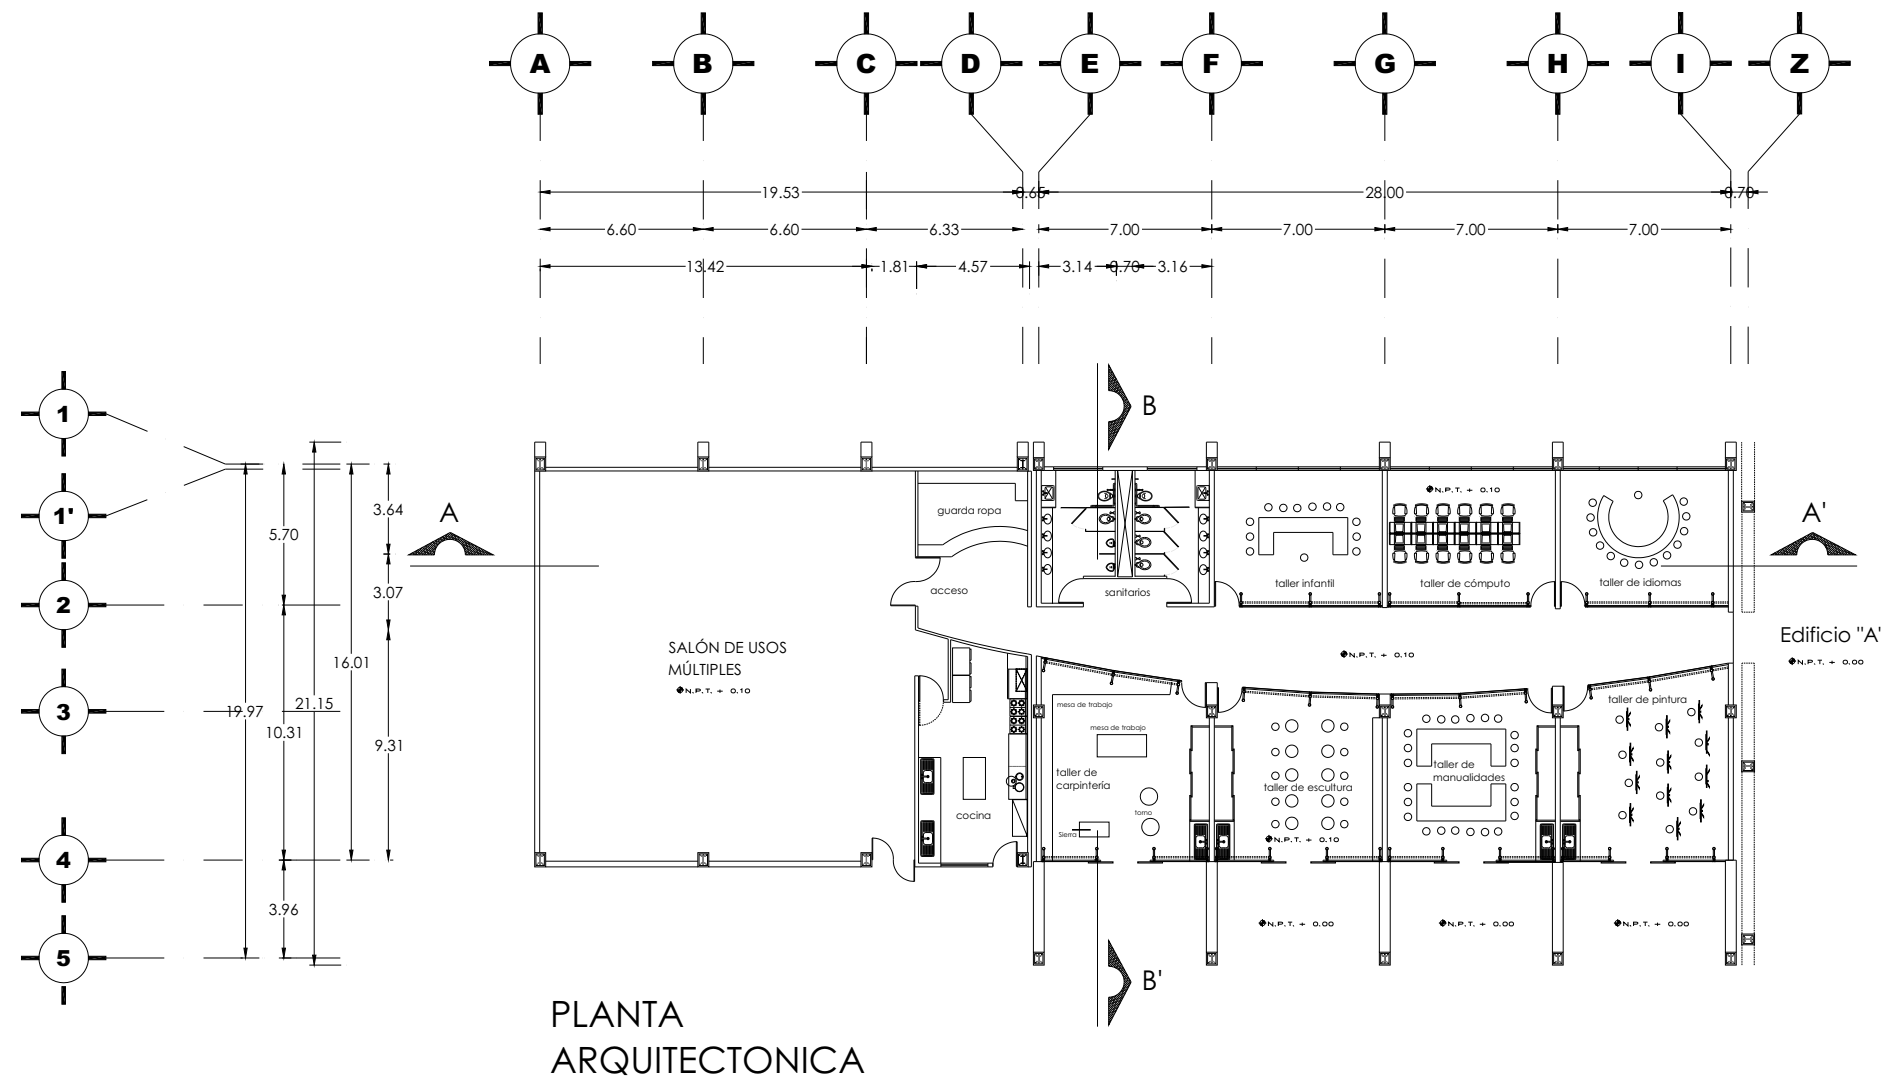 A B C D E F G H I Z
19.53 0.65 28.00 0.70
6.60 6.60 6.33 7.00 7.00 7.00 7.00
13.42 1.81 4.57 3.14 0.70 3.16
1
1'
2
3
4
5
19.97
5.70
10.31
3.96
21.15
16.01
3.64
3.07
9.31
A
A'
B
B'
guarda ropa
acceso
SALÓN DE USOS
MÚLTIPLES
N.P.T. + 0.10
cocina
sanitarios
taller infantil
N.P.T. + 0.10
taller de cómputo
taller de idiomas
N.P.T. + 0.10
Edificio "A"
N.P.T. + 0.00
mesa de trabajo
mesa de trabajo
taller de
carpintería
torno
Sierra
taller de escultura
N.P.T. + 0.10
taller de
manualidades
taller de pintura
N.P.T. + 0.00
N.P.T. + 0.00
N.P.T. + 0.00
PLANTA
ARQUITECTONICA